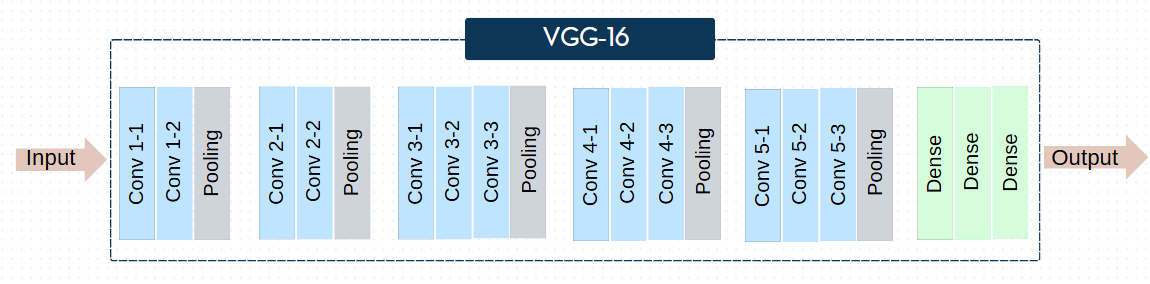 VGG-16
Input
Conv 1-1
Conv 1-2
Pooling
Conv 2-1
Conv 2-2
Pooling
Conv 3-1
Conv 3-2
Conv 3-3
Pooling
Conv 4-1
Conv 4-2
Conv 4-3
Pooling
Conv 5-1
Conv 5-2
Conv 5-3
Pooling
Dense
Dense
Dense
Output